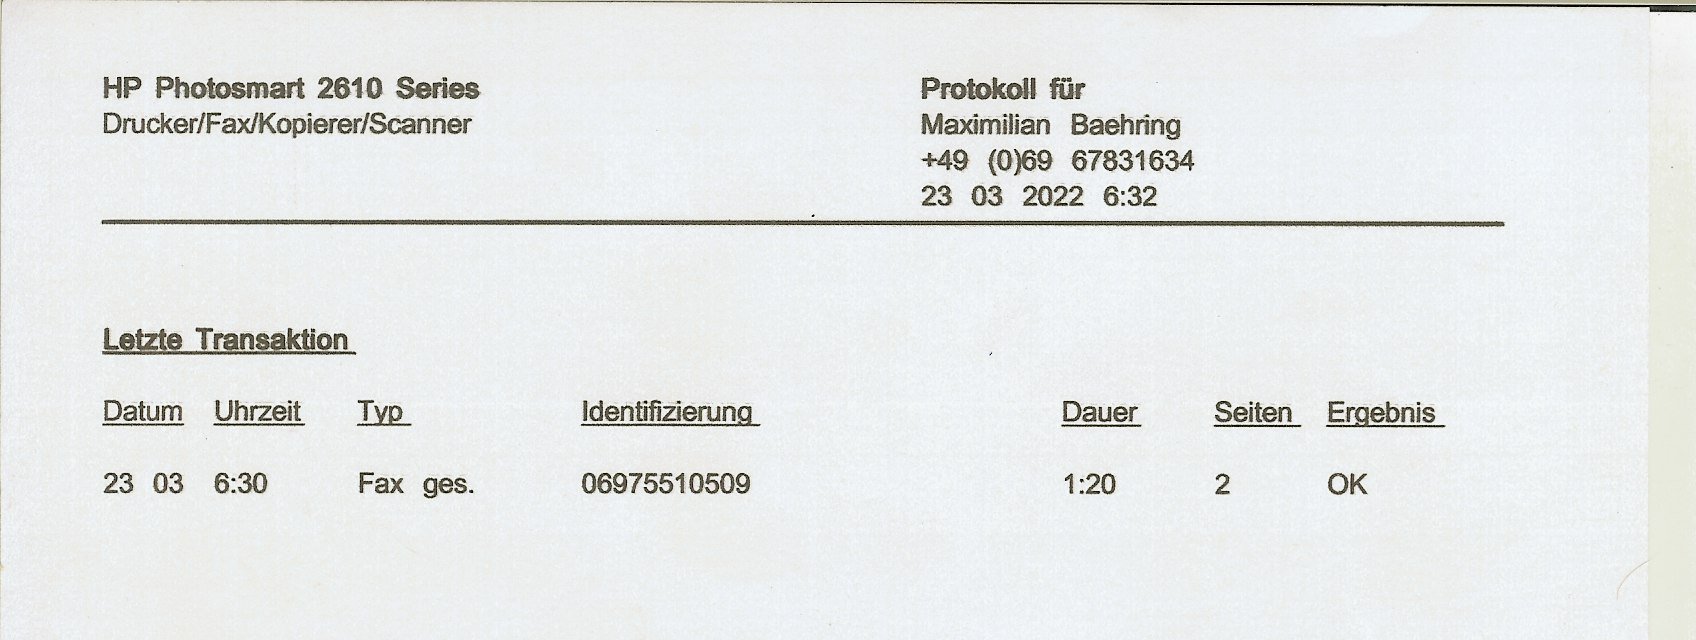 HP Photosmart 2610 Series
Drucker/Fax/Kopierer/Scanner
Protokoll für
Maximilian Baehring
+49 (0)69 67831634
23 03 2022 6:32
Letzte Transaktion
Datum Uhrzeit Typ Identifizierung Dauer Seiten Ergebnis
23 03 6:30 Fax ges. 06975510509 1:20 2 OK